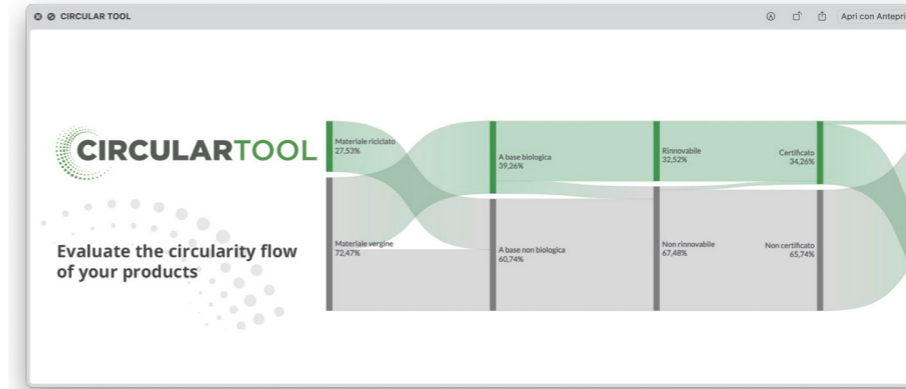 CIRCULAR TOOL
Apri con Antepri
CIRCULARTOOL
Evaluate the circularity flow
of your products
Materiale riciclato
27,53%
Materiale vergine
72,47%
A base biologica
39,26%
A base non biologica
60,74%
Rinnovabile
32,52%
Non rinnovabile
67,48%
Certificato
34,26%
Non certificato
65,74%